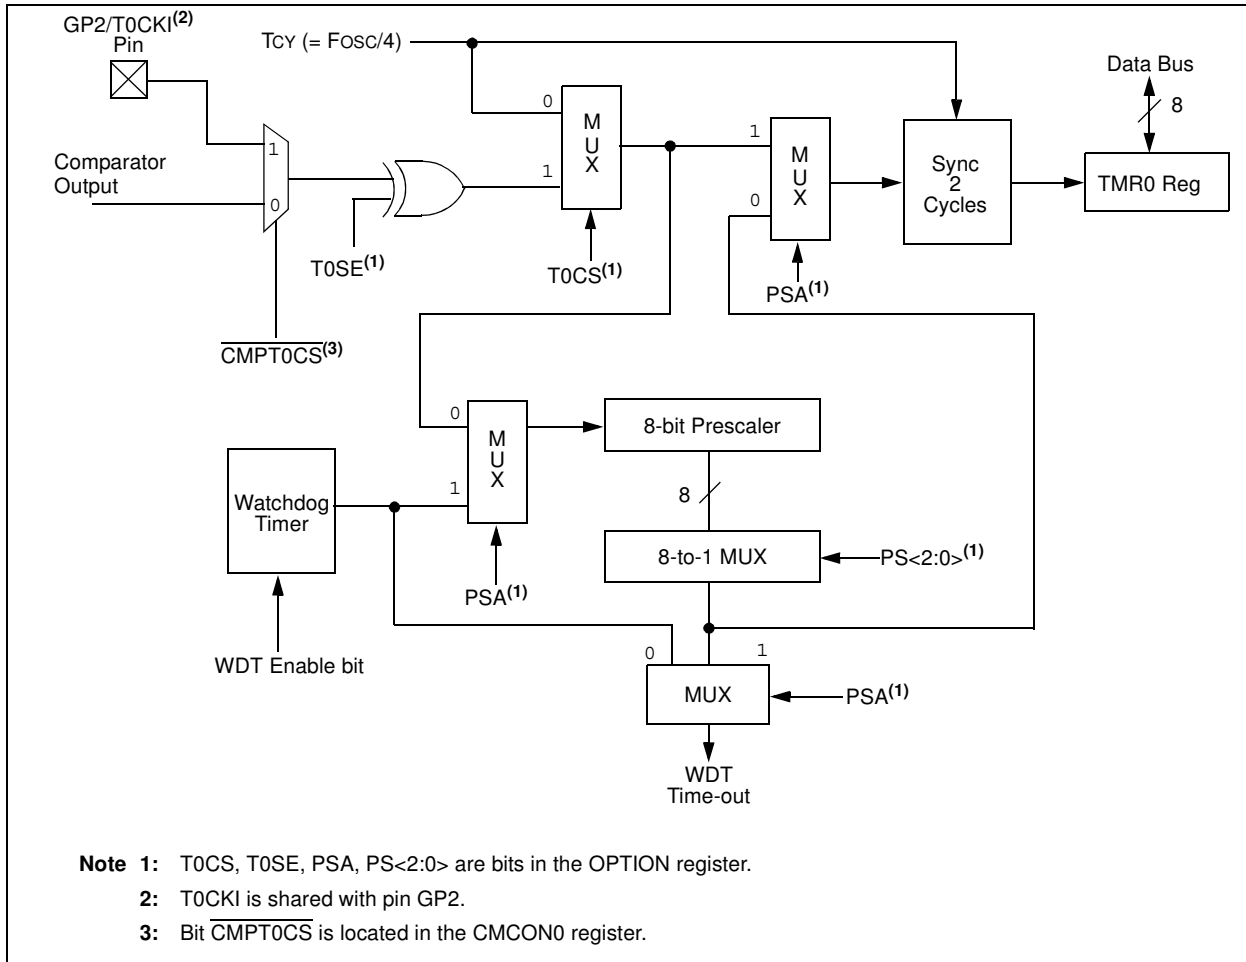 GP2/T0CKI(2)
Pin
TCY (= FOSC/4)
Data Bus
8
0
M
U
X
1
T0CS(1)
1
M
U
X
0
PSA(1)
Sync
2
Cycles
TMR0 Reg
1
0
Comparator
Output
T0SE(1)
CMPT0CS(3)
0
M
U
X
1
PSA(1)
8-bit Prescaler
8
Watchdog
Timer
8-to-1 MUX
PS<2:0>(1)
WDT Enable bit
0
1
MUX
PSA(1)
WDT
Time-out
Note 1: T0CS, T0SE, PSA, PS<2:0> are bits in the OPTION register.
2: T0CKI is shared with pin GP2.
3: Bit CMPT0CS is located in the CMCON0 register.